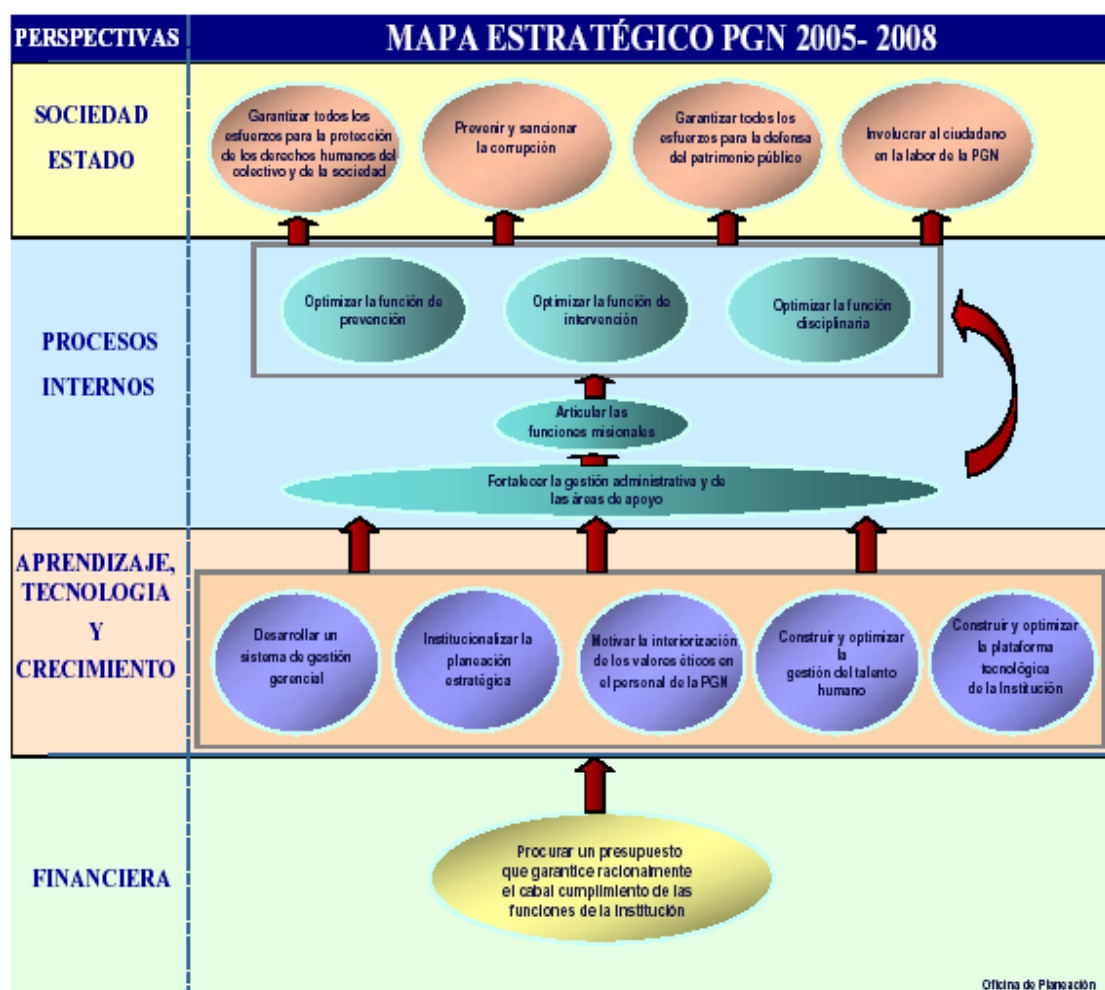 PERSPECTIVAS
MAPA ESTRATÉGICO PGN 2005- 2008
SOCIEDAD
ESTADO
Garantizar todos los
esfuerzos para la protección
de los derechos humanos del
colectivo y de la sociedad
Prevenir y sancionar
la corrupción
Garantizar todos los
esfuerzos para la defensa
del patrimonio público
Involucrar al ciudadano
en la labor de la PGN
PROCESOS
INTERNOS
Optimizar la función de
prevención
Optimizar la función de
intervención
Optimizar la función
disciplinaria
Articular las
funciones misionales
Fortalecer la gestión administrativa y de
las áreas de apoyo
APRENDIZAJE,
TECNOLOGIA
Y
CRECIMIENTO
Desarrollar un
sistema de gestión
gerencial
Institucionalizar la
planeación
estratégica
Motivar la interiorización
de los valores éticos en
el personal de la PGN
Construir y optimizar
la
gestión del talento
humano
Construir y optimizar
la plataforma
tecnológica
de la Institución
FINANCIERA
Procurar un presupuesto
que garantice racionalmente
el cabal cumplimiento de las
funciones de la institución
Oficina de Planeación